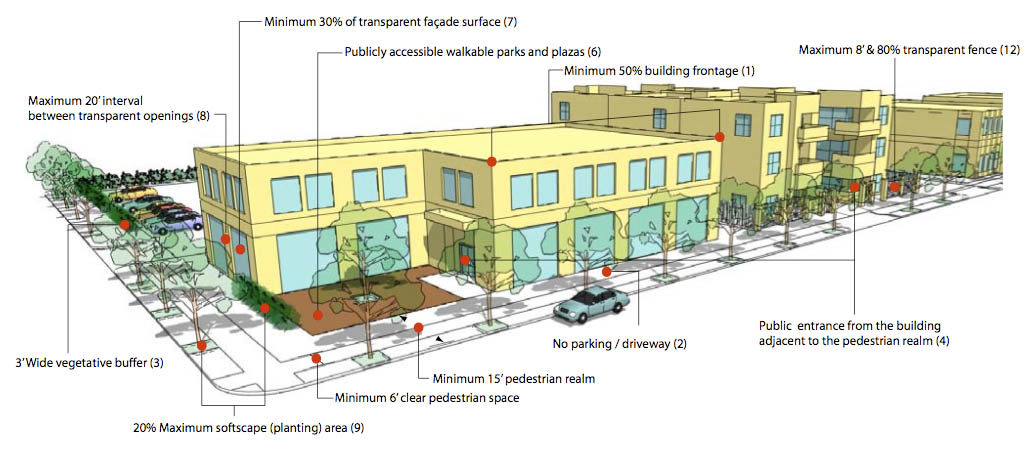 Minimum 30% of transparent façade surface (7)
Publicly accessible walkable parks and plazas (6)
Maximum 8' & 80% transparent fence (12)
Minimum 50% building frontage (1)
Maximum 20' interval
between transparent openings (8)
Public entrance from the building
adjacent to the pedestrian realm (4)
No parking / driveway (2)
3' Wide vegetative buffer (3)
Minimum 15' pedestrian realm
Minimum 6' clear pedestrian space
20% Maximum softscape (planting) area (9)